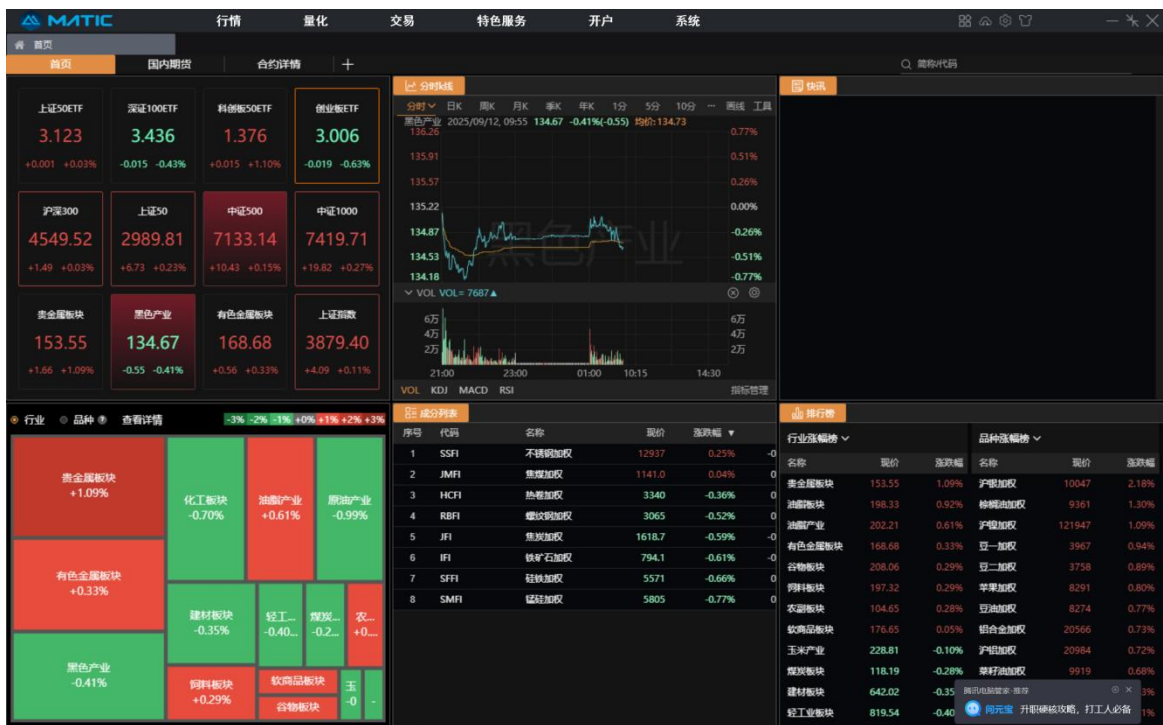 MATIC 行情 量化 交易 特色服务 开户 系统
首页
首页 国内期货 合约详情 +
简称/代码
上证50ETF 深证100ETF 科创板50ETF 创业板ETF
3.123 3.436 1.376 3.006
+0.001 +0.03% -0.015 -0.43% +0.015 +1.10% -0.019 -0.63%
沪深300 上证50 中证500 中证1000
4549.52 2989.81 7133.14 7419.71
+1.49 +0.03% +6.73 +0.23% +10.43 +0.15% +19.82 +0.27%
贵金属板块 黑色产业 有色金属板块 上证指数
153.55 134.67 168.68 3879.40
+1.66 +1.09% -0.55 -0.41% +0.56 +0.33% +4.09 +0.11%
分时k线
分时 日K 周K 月K 季K 年K 1分 5分 10分 ··· 画线 工具
黑色产业 2025/09/12, 09:55 134.67 -0.41%(-0.55) 均价:134.73
136.26 0.77%
135.91 0.51%
135.57 0.26%
135.22 0.00%
134.87 -0.26%
134.53 -0.51%
134.18 -0.77%
黑色产业
VOL VOL= 7687▲
6万 6万
4万 4万
2万 2万
21:00 23:00 01:00 10:15 14:30
VOL KDJ MACD RSI 指标管理
快讯
行业 品种 查看详情 -3% -2% -1% +0% +1% +2% +3%
贵金属板块
+1.09%
有色金属板块
+0.33%
黑色产业
-0.41%
化工板块
-0.70%
油脂产业
+0.61%
原油产业
-0.99%
建材板块
-0.35%
轻工...
-0.40...
煤炭...
-0.2...
农...
+0...
饲料板块
+0.29%
软商品板块
谷物板块
玉
-0
-
成分列表
序号 代码 名称 现价 涨跌幅 ▼
1 SSFI 不锈钢加权 12937 0.25% -0
2 JMFI 焦煤加权 1141.0 0.04% 0
3 HCFI 热卷加权 3340 -0.36% 0
4 RBFI 螺纹钢加权 3065 -0.52% 0
5 JFI 焦炭加权 1618.7 -0.59% -0
6 IFI 铁矿石加权 794.1 -0.61% -0
7 SFFI 硅铁加权 5571 -0.66% 0
8 SMFI 锰硅加权 5805 -0.77% 0
排行榜
行业涨幅榜 品种涨幅榜
名称 现价 涨跌幅 名称 现价 涨跌幅
贵金属板块 153.55 1.09% 沪银加权 10047 2.18%
油脂板块 198.33 0.92% 棕榈油加权 9361 1.30%
油脂产业 202.21 0.61% 沪镍加权 121947 1.09%
有色金属板块 168.68 0.33% 豆一加权 3967 0.94%
谷物板块 208.06 0.29% 豆二加权 3758 0.89%
饲料板块 197.32 0.29% 苹果加权 8291 0.80%
农副板块 104.65 0.28% 豆油加权 8274 0.77%
软商品板块 176.65 0.05% 铝合金加权 20566 0.73%
玉米产业 228.81 -0.10% 沪铝加权 20984 0.72%
煤炭板块 118.19 -0.28% 菜籽油加权 9919 0.68%
建材板块 642.02 -0.35 3%
轻工业板块 819.54 -0.40 1%
腾讯电脑管家·推荐
问元宝 升职硬核攻略，打工人必备